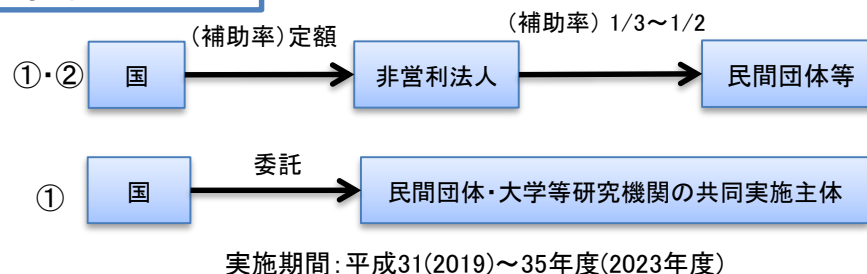 (補助率)定額
(補助率) 1/3～1/2
①・② 国 非営利法人 民間団体等
委託
① 国 民間団体・大学等研究機関の共同実施主体
実施期間:平成31(2019)～35年度(2023年度)